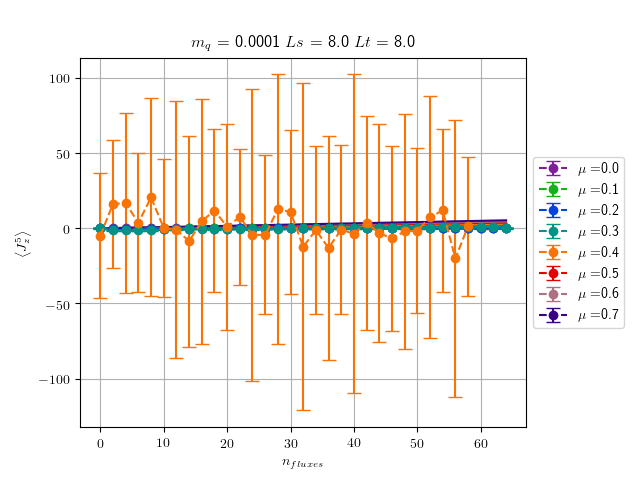 m_q = 0.0001 Ls = 8.0 Lt = 8.0
⟨J_z^5⟩
100
50
0
−50
−100
0 10 20 30 40 50 60
n_fluxes
μ =0.0
μ =0.1
μ =0.2
μ =0.3
μ =0.4
μ =0.5
μ =0.6
μ =0.7